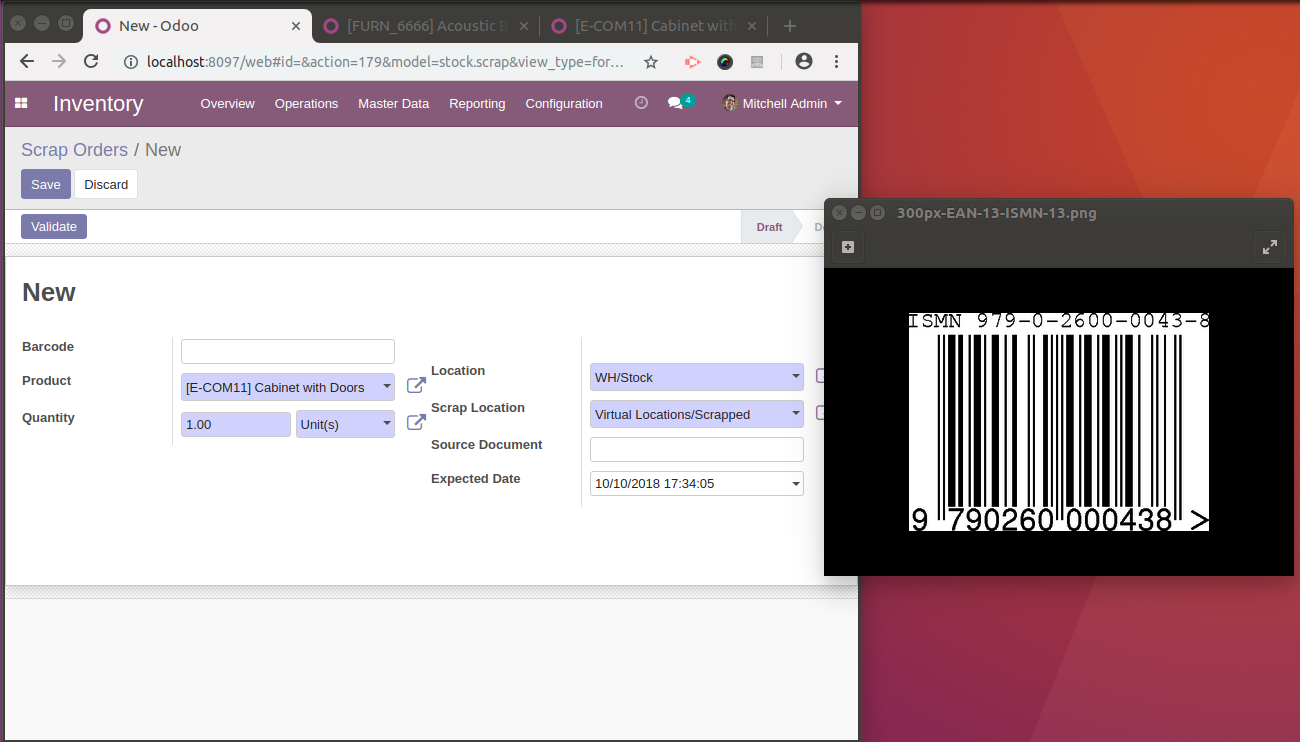 New - Odoo
[FURN_6666] Acoustic B
[E-COM11] Cabinet with
localhost:8097/web#id=&action=179&model=stock.scrap&view_type=for...
Inventory
Overview
Operations
Master Data
Reporting
Configuration
4
Mitchell Admin
Scrap Orders / New
Save
Discard
Validate
Draft
New
Barcode
Product
[E-COM11] Cabinet with Doors
Quantity
1.00
Unit(s)
Location
WH/Stock
Scrap Location
Virtual Locations/Scrapped
Source Document
Expected Date
10/10/2018 17:34:05
300px-EAN-13-ISMN-13.png
ISMN 979-0-2600-0043-8
9 790260 000438 >